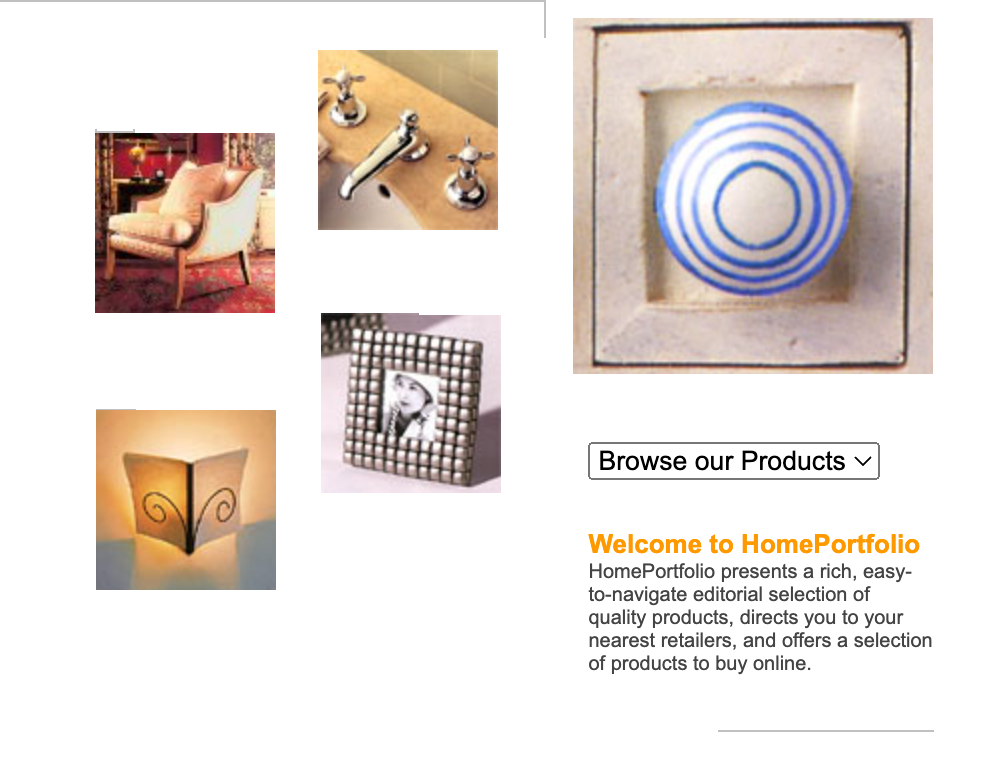 Browse our Products
Welcome to HomePortfolio
HomePortfolio presents a rich, easy-
to-navigate editorial selection of
quality products, directs you to your
nearest retailers, and offers a selection
of products to buy online.